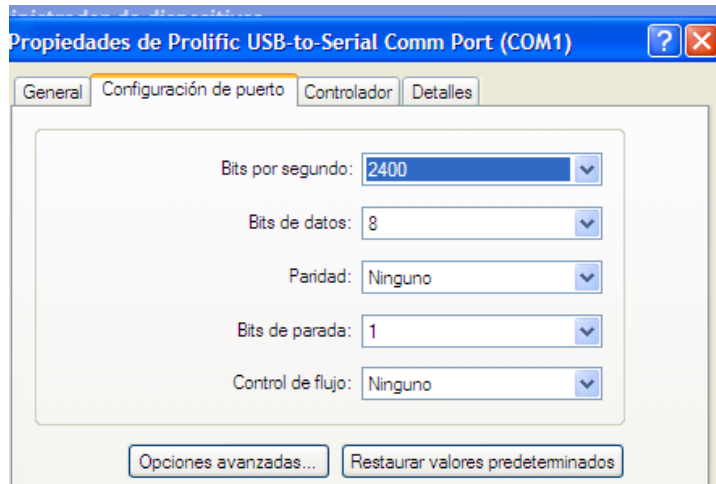 Propiedades de Prolific USB-to-Serial Comm Port (COM1)
General Configuración de puerto Controlador Detalles
Bits por segundo: 2400
Bits de datos: 8
Paridad: Ninguno
Bits de parada: 1
Control de flujo: Ninguno
Opciones avanzadas... Restaurar valores predeterminados